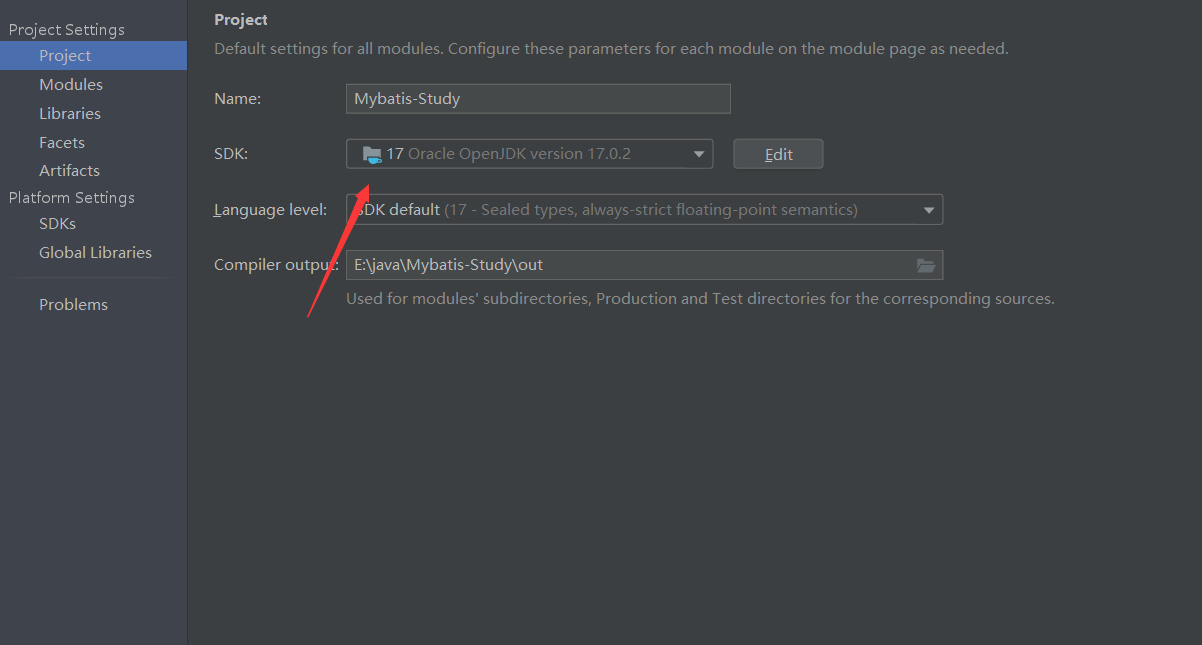 Project Settings
Project
Modules
Libraries
Facets
Artifacts
Platform Settings
SDKs
Global Libraries
Problems
Project
Default settings for all modules. Configure these parameters for each module on the module page as needed.
Name: Mybatis-Study
SDK: 17 Oracle OpenJDK version 17.0.2 Edit
Language level: SDK default (17 - Sealed types, always-strict floating-point semantics)
Compiler output: E:\java\Mybatis-Study\out
Used for modules' subdirectories, Production and Test directories for the corresponding sources.